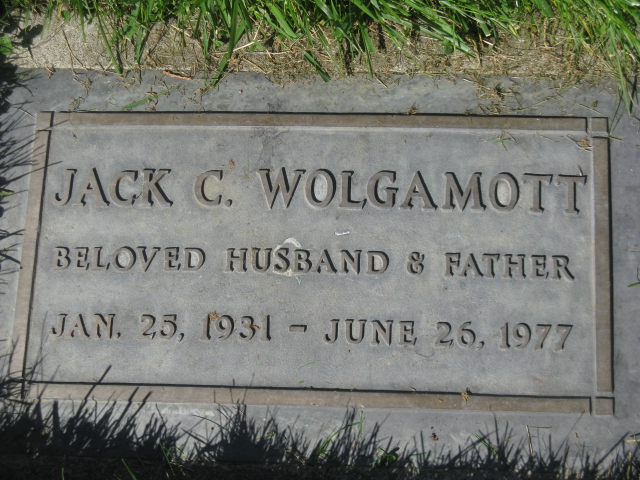 JACK C. WOLGAMOTT
BELOVED HUSBAND & FATHER
JAN. 25, 1931 - JUNE 26, 1977